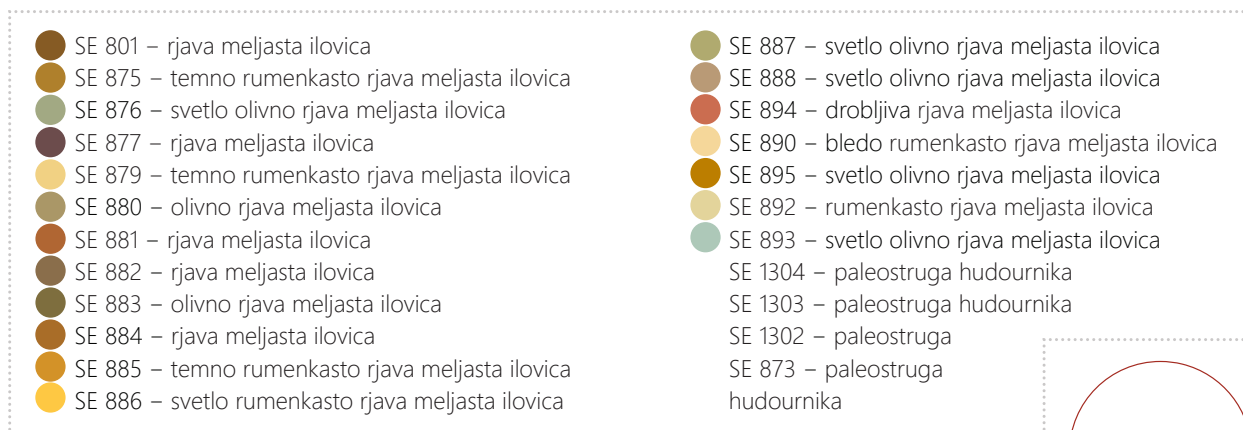 SE 801 – rjava meljasta ilovica
SE 875 – temno rumenkasto rjava meljasta ilovica
SE 876 – svetlo olivno rjava meljasta ilovica
SE 877 – rjava meljasta ilovica
SE 879 – temno rumenkasto rjava meljasta ilovica
SE 880 – olivno rjava meljasta ilovica
SE 881 – rjava meljasta ilovica
SE 882 – rjava meljasta ilovica
SE 883 – olivno rjava meljasta ilovica
SE 884 – rjava meljasta ilovica
SE 885 – temno rumenkasto rjava meljasta ilovica
SE 886 – svetlo rumenkasto rjava meljasta ilovica
SE 887 – svetlo olivno rjava meljasta ilovica
SE 888 – svetlo olivno rjava meljasta ilovica
SE 894 – drobljiva rjava meljasta ilovica
SE 890 – bledo rumenkasto rjava meljasta ilovica
SE 895 – svetlo olivno rjava meljasta ilovica
SE 892 – rumenkasto rjava meljasta ilovica
SE 893 – svetlo olivno rjava meljasta ilovica
SE 1304 – paleostruga hudournika
SE 1303 – paleostruga hudournika
SE 1302 – paleostruga
SE 873 – paleostruga
hudournika